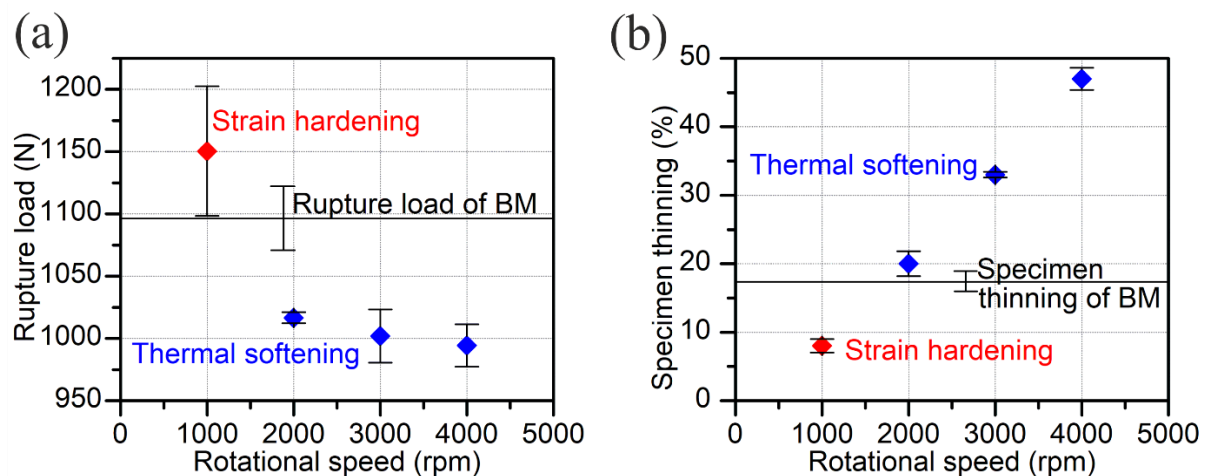 (a)
Rupture load (N)
1200
1150
1100
1050
1000
950
Strain hardening
Rupture load of BM
Thermal softening
0 1000 2000 3000 4000 5000
Rotational speed (rpm)
(b)
Specimen thinning (%)
50
40
30
20
10
0
Thermal softening
Specimen
thinning of BM
Strain hardening
0 1000 2000 3000 4000 5000
Rotational speed (rpm)